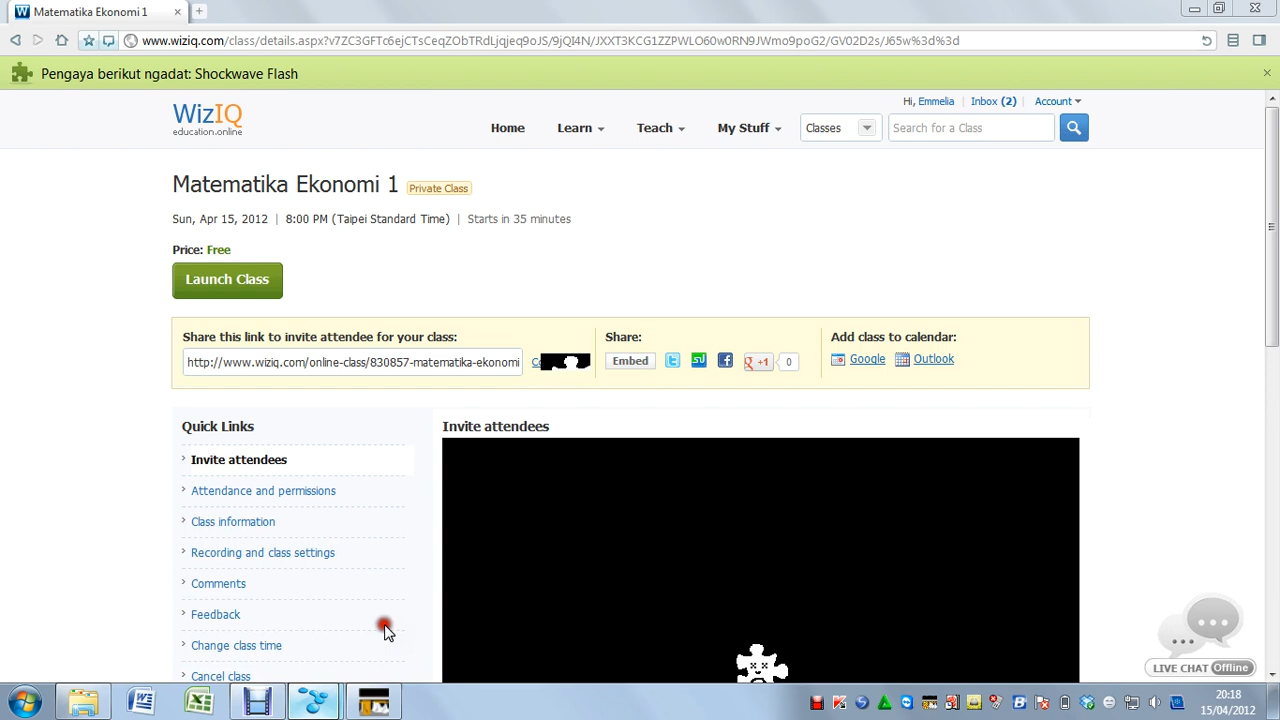 Matematika Ekonomi 1
www.wiziq.com/class/details.aspx?v7ZC3GFTc6ejCTsCeqZObTRdLjqjeq9oJS/9jQI4N/JXXT3KCG1ZZPWLO60w0RN9JWmo9poG2/GV02D2s/J65w%3d%3d
Pengaya berikut ngadat: Shockwave Flash
Hi, Emmelia | Inbox (2) | Account
WizIQ
education.online
Home Learn Teach My Stuff Classes Search for a Class
Matematika Ekonomi 1 Private Class
Sun, Apr 15, 2012 | 8:00 PM (Taipei Standard Time) | Starts in 35 minutes
Price: Free
Launch Class
Share this link to invite attendee for your class: Share: Add class to calendar:
http://www.wiziq.com/online-class/830857-matematika-ekonomi Embed +1 0 Google Outlook
Quick Links
Invite attendees
Invite attendees
Attendance and permissions
Class information
Recording and class settings
Comments
Feedback
Change class time
Cancel class
LIVE CHAT Offline
20:18
15/04/2012